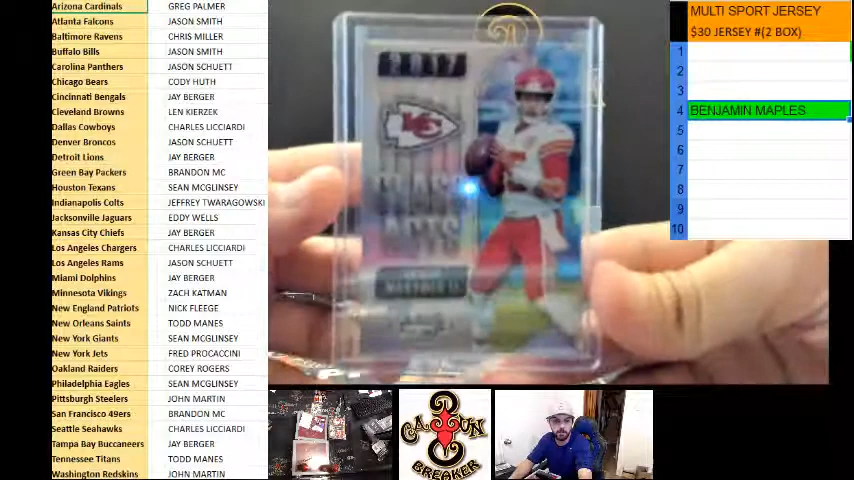 Arizona Cardinals GREG PALMER
Atlanta Falcons JASON SMITH
Baltimore Ravens CHRIS MILLER
Buffalo Bills JASON SMITH
Carolina Panthers JASON SCHUETT
Chicago Bears CODY HUTH
Cincinnati Bengals JAY BERGER
Cleveland Browns LEN KIERZEK
Dallas Cowboys CHARLES LICCIARDI
Denver Broncos JASON SCHUETT
Detroit Lions JAY BERGER
Green Bay Packers BRANDON MC
Houston Texans SEAN MCGLINSEY
Indianapolis Colts JEFFREY TWARAGOWSKI
Jacksonville Jaguars EDDY WELLS
Kansas City Chiefs JAY BERGER
Los Angeles Chargers CHARLES LICCIARDI
Los Angeles Rams JASON SCHUETT
Miami Dolphins JAY BERGER
Minnesota Vikings ZACH KATMAN
New England Patriots NICK FLEEGE
New Orleans Saints TODD MANES
New York Giants SEAN MCGLINSEY
New York Jets FRED PROCACCINI
Oakland Raiders COREY ROGERS
Philadelphia Eagles SEAN MCGLINSEY
Pittsburgh Steelers JOHN MARTIN
San Francisco 49ers BRANDON MC
Seattle Seahawks CHARLES LICCIARDI
Tampa Bay Buccaneers JAY BERGER
Tennessee Titans TODD MANES
Washington Redskins JOHN MARTIN
KC
CLASS
ACTS
MULTI SPORT JERSEY
$30 JERSEY #(2 BOX)
1
2
3
4 BENJAMIN MAPLES
5
6
7
8
9
10
CAJUN
BREAKER